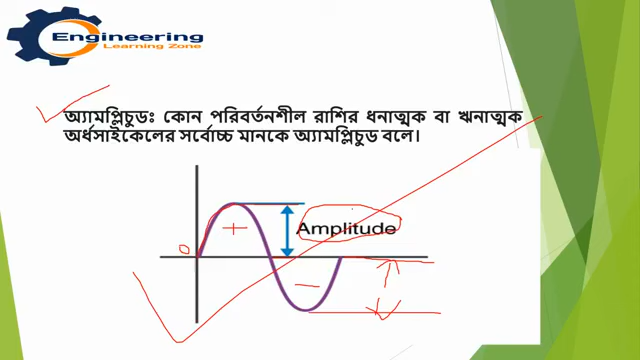 Engineering
Learning Zone
অ্যামপ্লিচুডঃ কোন পরিবর্তনশীল রাশির ধনাত্মক বা ঋনাত্মক
অর্ধসাইকেলের সর্বোচ্চ মানকে অ্যামপ্লিচুড বলে।
+
Amplitude
0
−